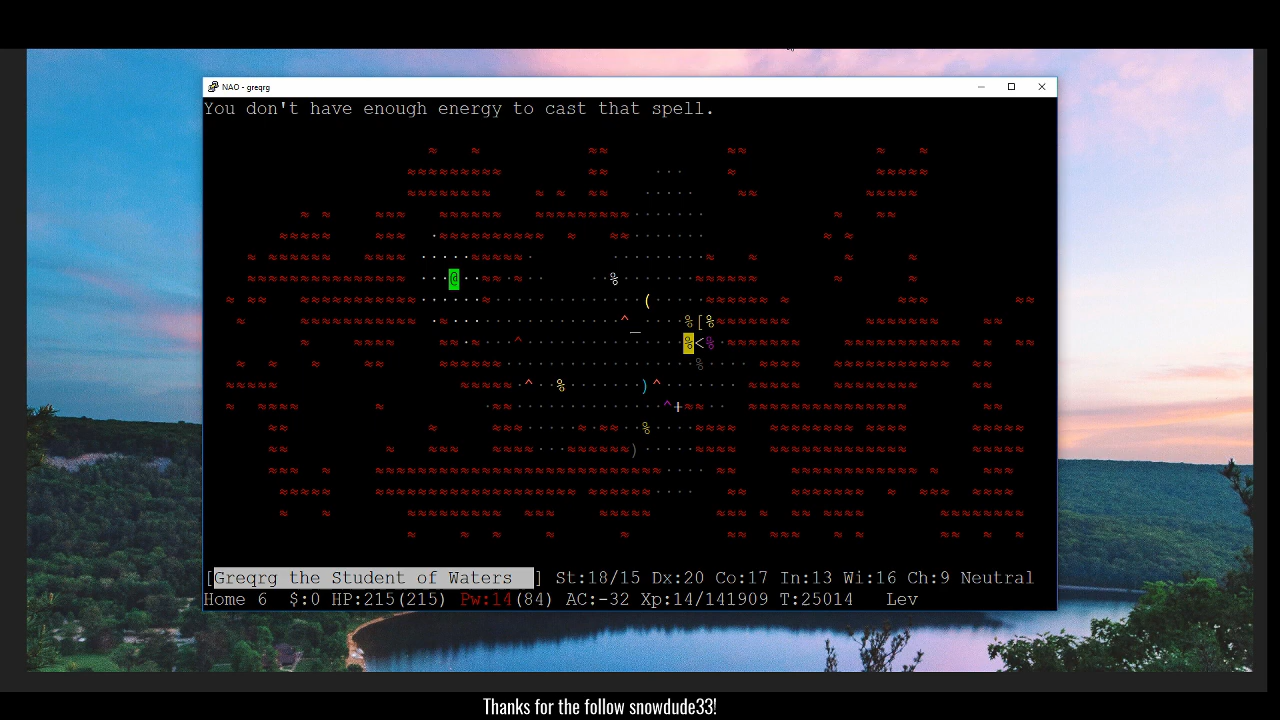 NAO - greqrg
You don't have enough energy to cast that spell.
[Greqrg the Student of Waters ] St:18/15 Dx:20 Co:17 In:13 Wi:16 Ch:9 Neutral
Home 6 $:0 HP:215(215) Pw:14(84) AC:-32 Xp:14/141909 T:25014 Lev
Thanks for the follow snowdude33!